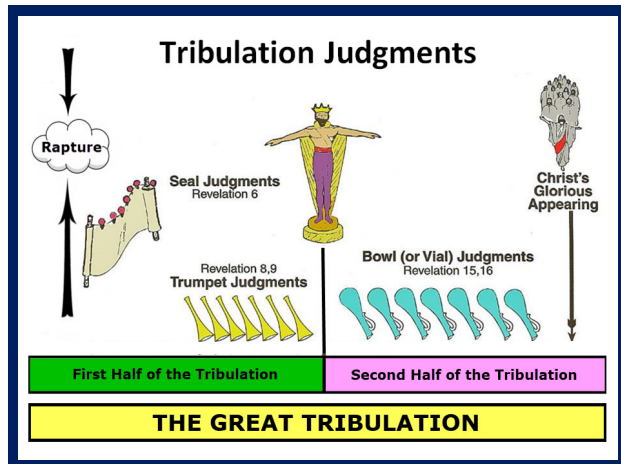 Tribulation Judgments
Rapture
Seal Judgments
Revelation 6
Christ's
Glorious
Appearing
Revelation 8,9
Trumpet Judgments
Bowl (or Vial) Judgments
Revelation 15,16
First Half of the Tribulation
Second Half of the Tribulation
THE GREAT TRIBULATION